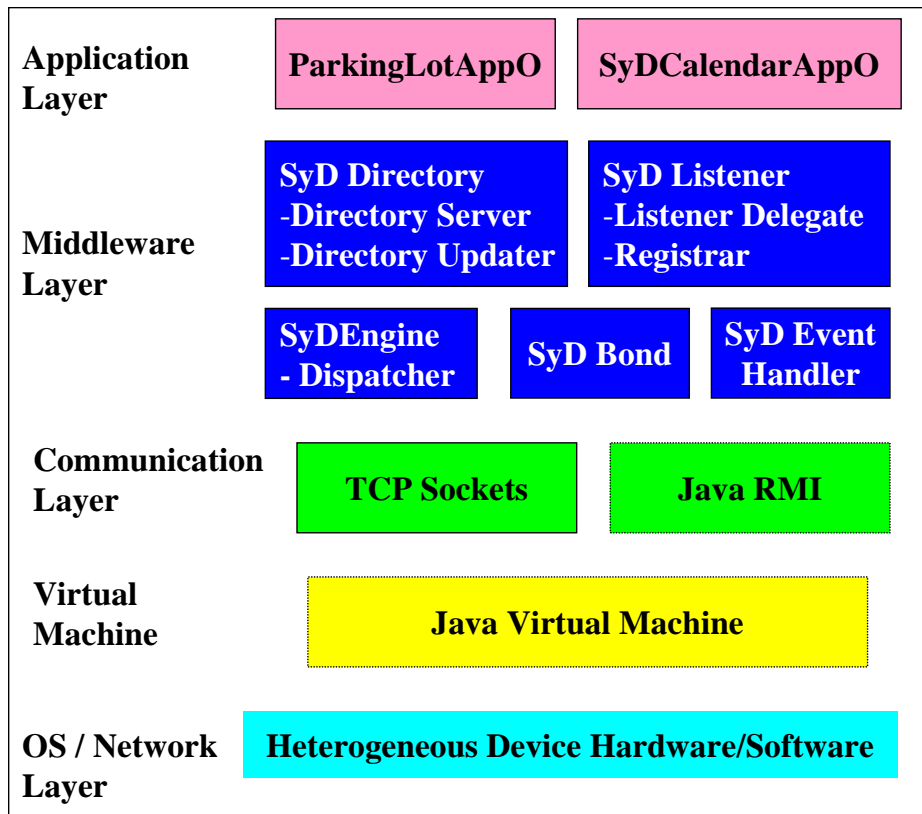 Application
Layer
ParkingLotAppO
SyDCalendarAppO
Middleware
Layer
SyD Directory
-Directory Server
-Directory Updater
SyD Listener
-Listener Delegate
-Registrar
SyDEngine
- Dispatcher
SyD Bond
SyD Event
Handler
Communication
Layer
TCP Sockets
Java RMI
Virtual
Machine
Java Virtual Machine
OS / Network
Layer
Heterogeneous Device Hardware/Software